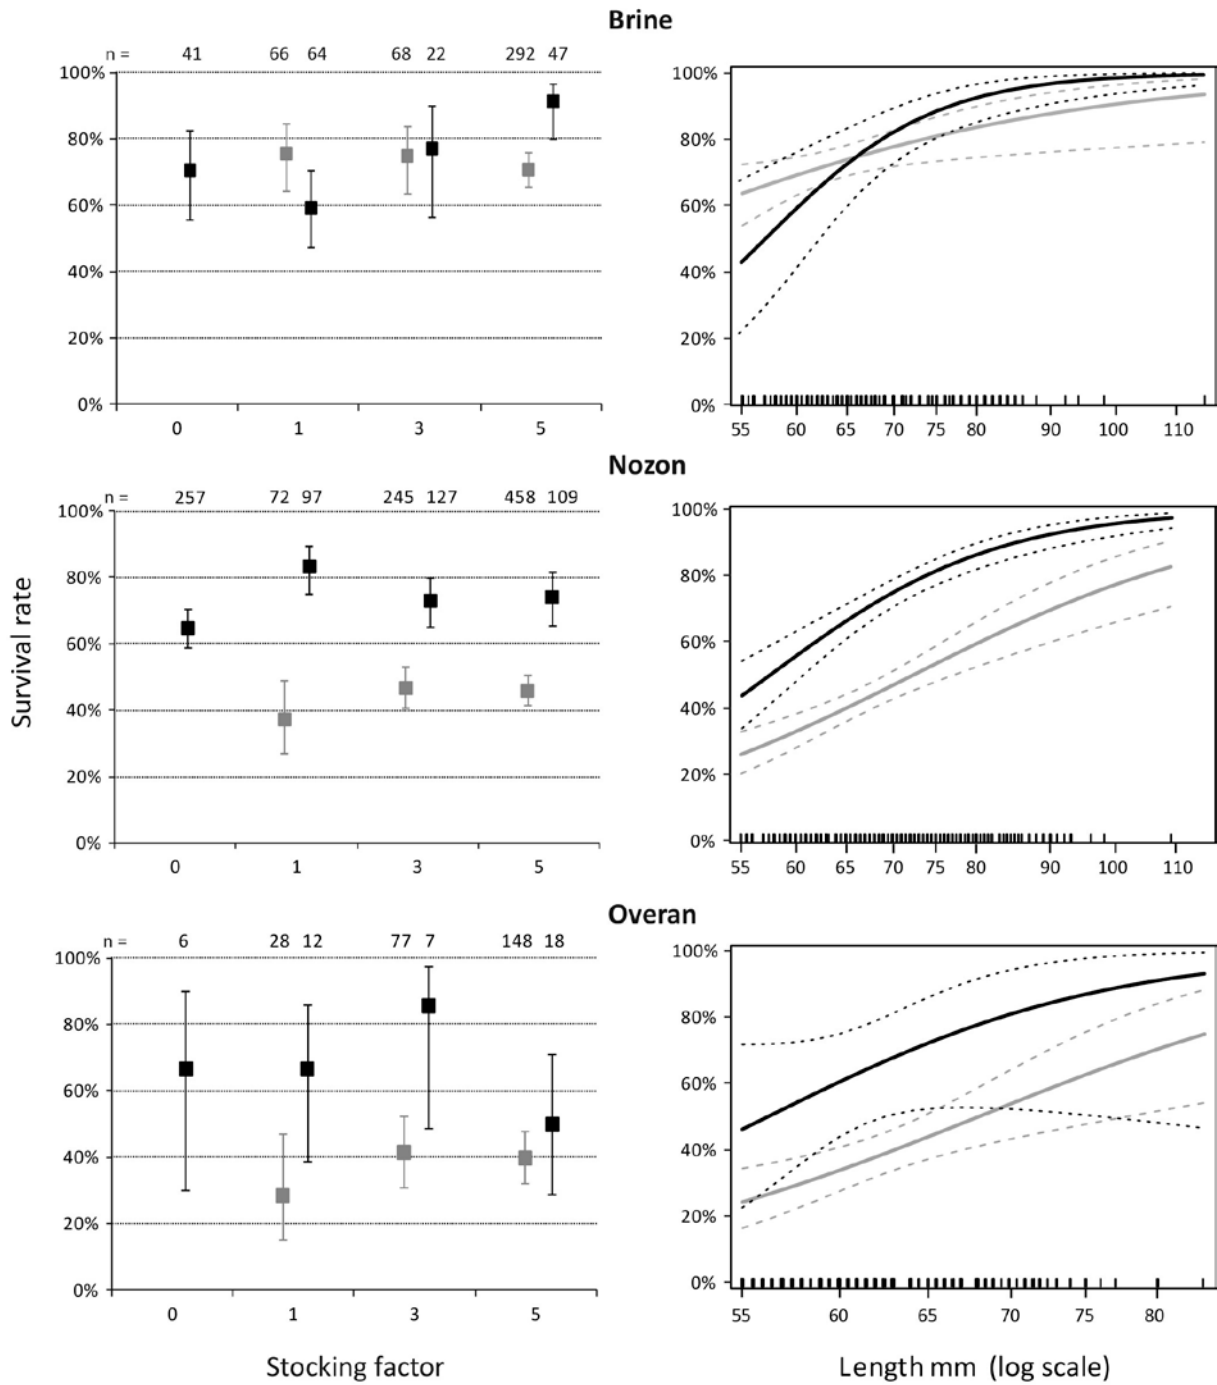 Brine
n = 41 66 64 68 22 292 47
100%
80%
60%
40%
20%
0%
0 1 3 5
100%
80%
60%
40%
20%
0%
55 60 65 70 75 80 90 100 110
Nozon
n = 257 72 97 245 127 458 109
100%
80%
60%
40%
20%
0%
0 1 3 5
Survival rate
100%
80%
60%
40%
20%
0%
55 60 65 70 75 80 90 100 110
Overan
n = 6 28 12 77 7 148 18
100%
80%
60%
40%
20%
0%
0 1 3 5
Stocking factor
100%
80%
60%
40%
20%
0%
55 60 65 70 80
Length mm (log scale)